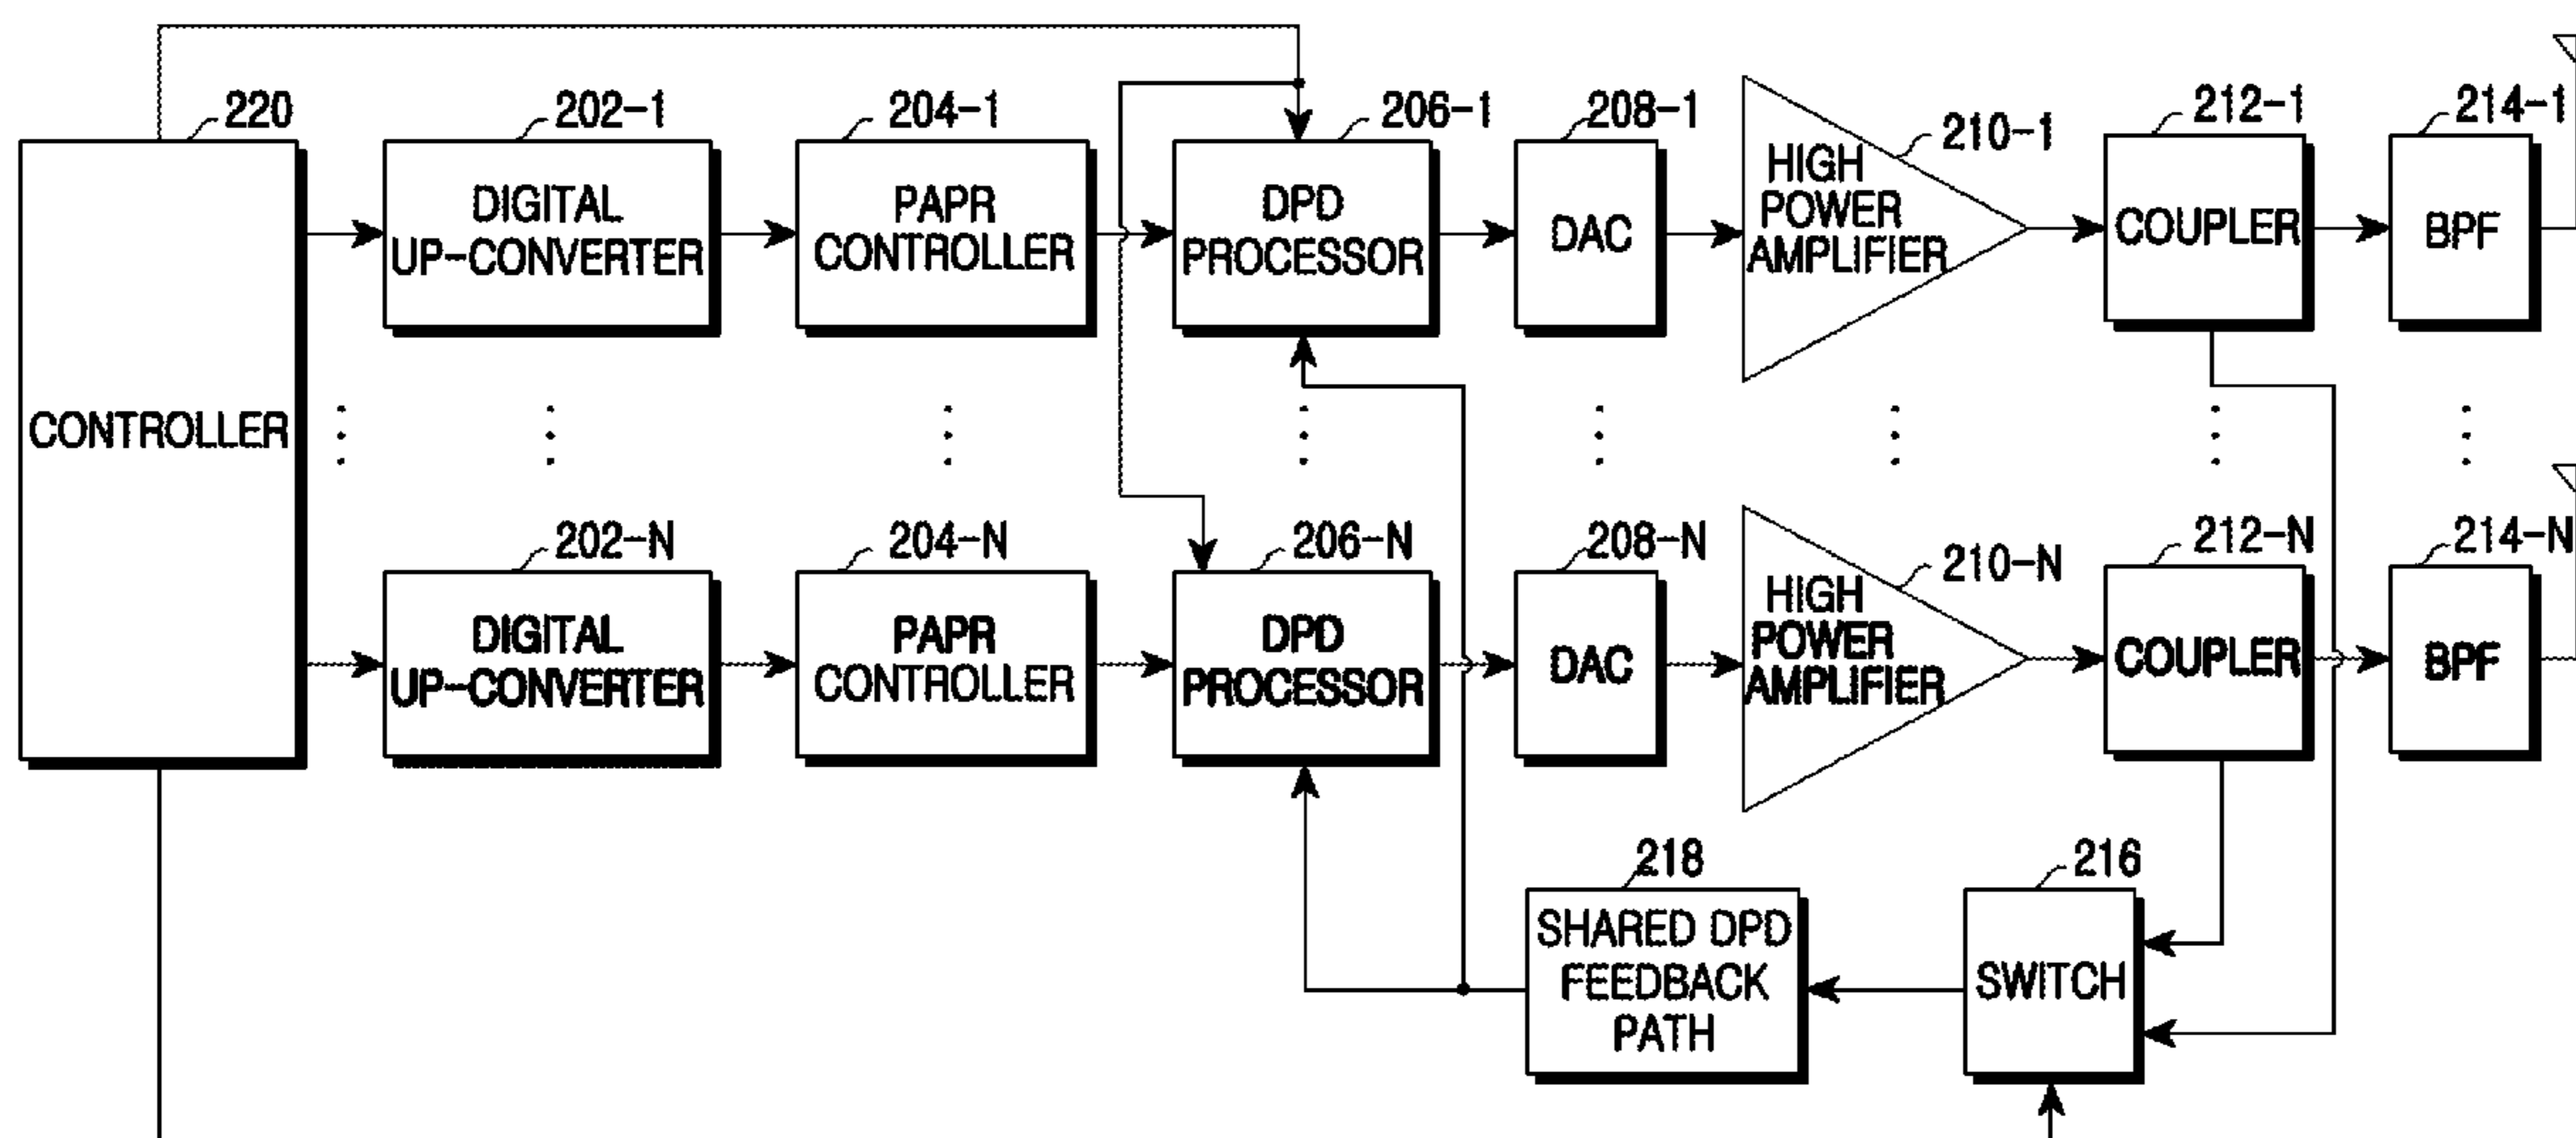 220
202-1
204-1
206-1
208-1
210-1
212-1
214-1
CONTROLLER
DIGITAL
UP-CONVERTER
PAPR
CONTROLLER
DPD
PROCESSOR
DAC
HIGH
POWER
AMPLIFIER
COUPLER
BPF
202-N
204-N
206-N
208-N
210-N
212-N
214-N
DIGITAL
UP-CONVERTER
PAPR
CONTROLLER
DPD
PROCESSOR
DAC
HIGH
POWER
AMPLIFIER
COUPLER
BPF
218
216
SHARED DPD
FEEDBACK
PATH
SWITCH